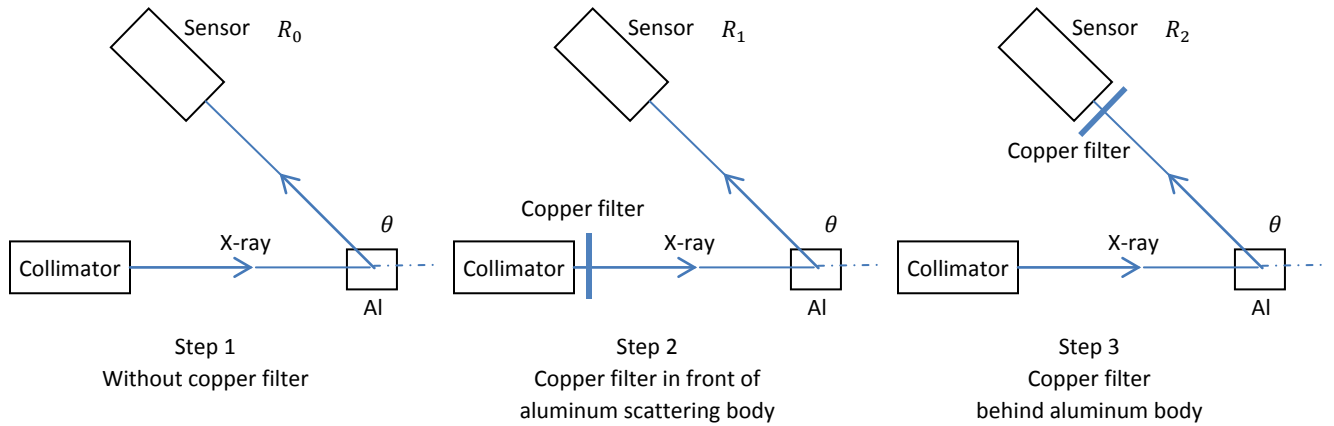 Sensor R₀
θ
X-ray
Collimator
Al
Step 1
Without copper filter
Sensor R₁
Copper filter
θ
X-ray
Collimator
Al
Step 2
Copper filter in front of
aluminum scattering body
Sensor R₂
Copper filter
θ
X-ray
Collimator
Al
Step 3
Copper filter
behind aluminum body